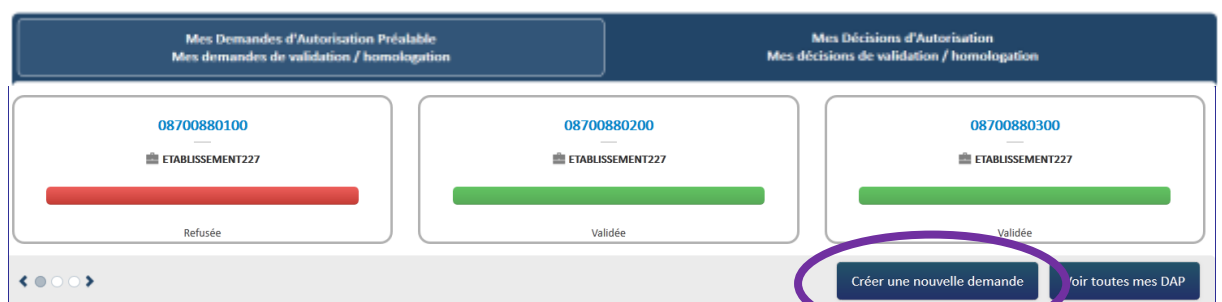 Mes Demandes d'Autorisation Préalable
Mes demandes de validation / homologation
Mes Décisions d'Autorisation
Mes décisions de validation / homologation
08700880100
ETABLISSEMENT227
Refusée
08700880200
ETABLISSEMENT227
Validée
08700880300
ETABLISSEMENT227
Validée
Créer une nouvelle demande
Voir toutes mes DAP